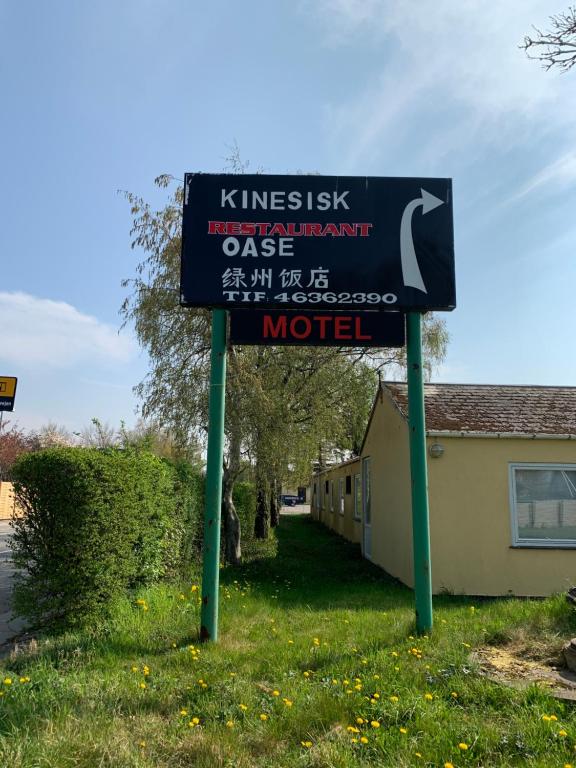 KINESISK
RESTAURANT
OASE
绿州饭店
TlF. 46362390
MOTEL